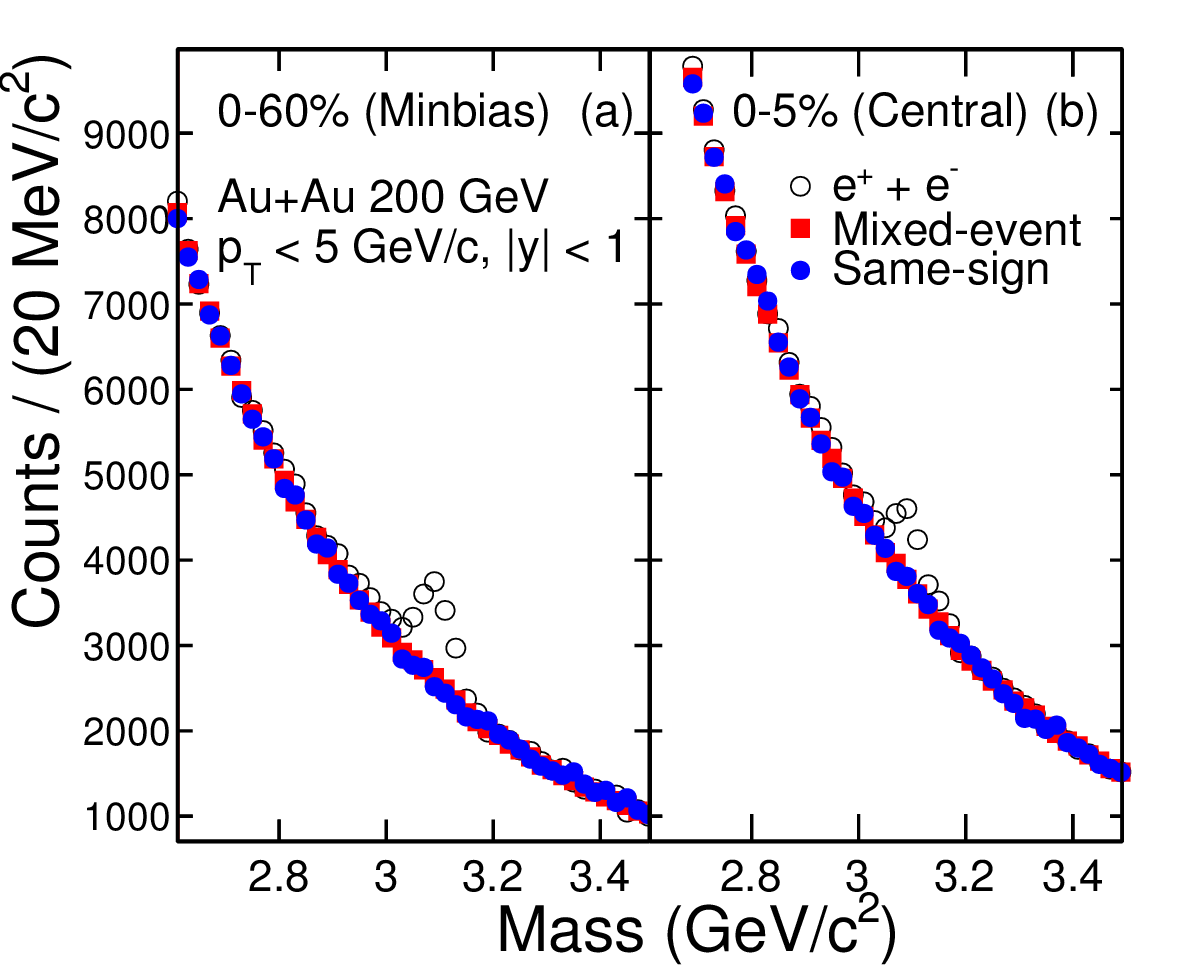 Counts / (20 MeV/c²)
9000
8000
7000
6000
5000
4000
3000
2000
1000
0-60% (Minbias) (a)
Au+Au 200 GeV
p_T < 5 GeV/c, |y| < 1
0-5% (Central) (b)
e⁺ + e⁻
Mixed-event
Same-sign
2.8 3 3.2 3.4
2.8 3 3.2 3.4
Mass (GeV/c²)